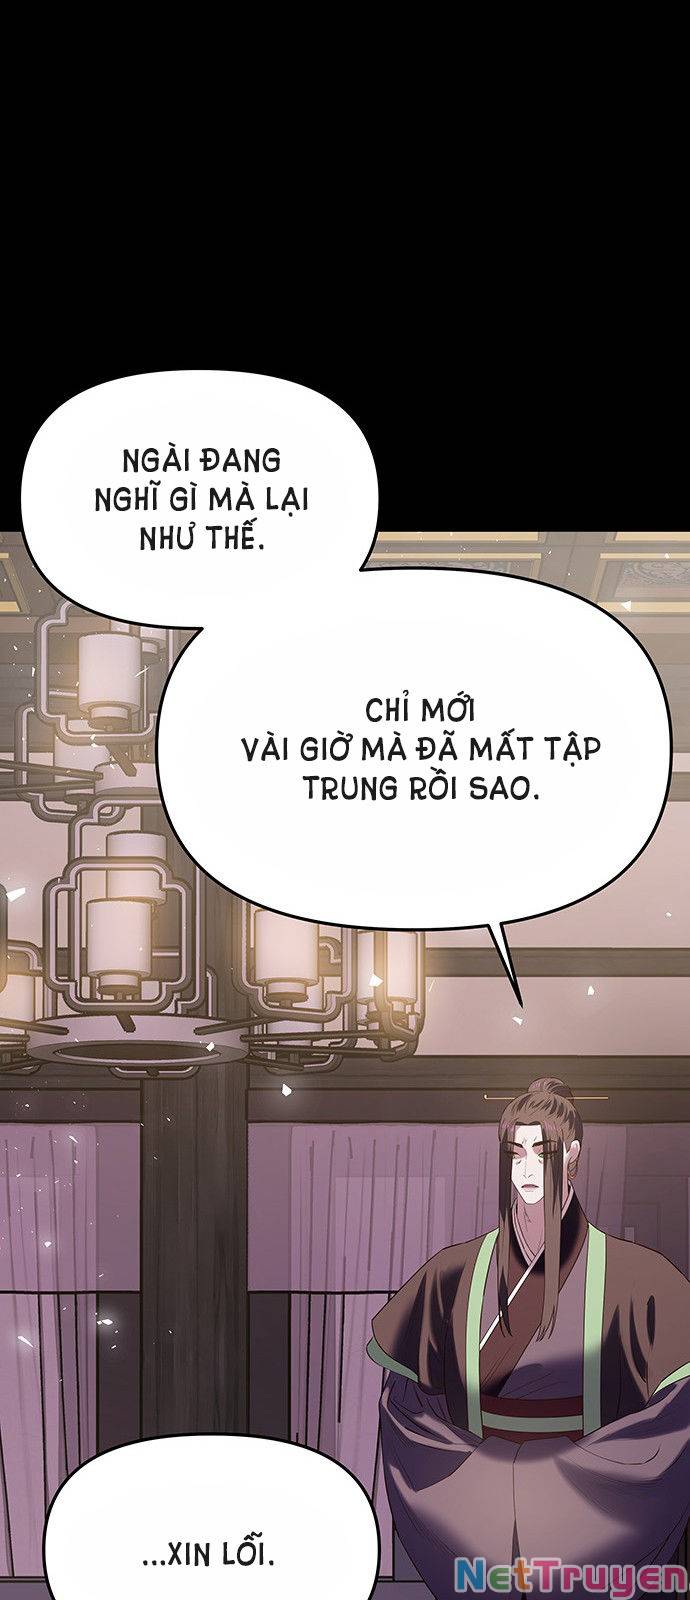 NGÀI ĐANG
NGHĨ GÌ MÀ LẠI
NHƯ THẾ.
CHỈ MỚI
VÀI GIỜ MÀ ĐÃ MẤT TẬP
TRUNG RỒI SAO.
...XIN LỖI.
NetTruyen